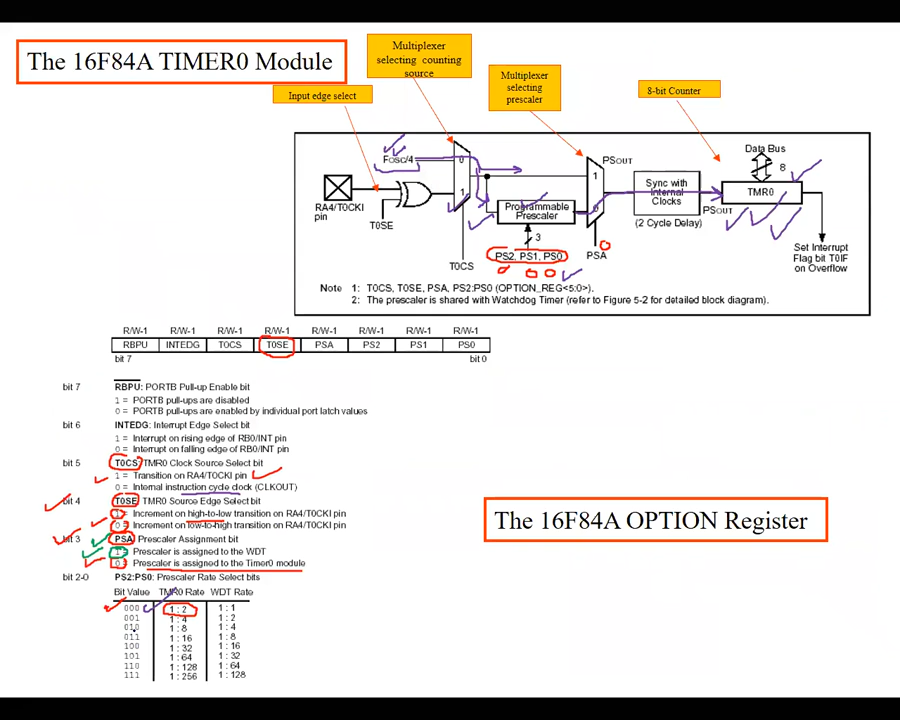 The 16F84A TIMER0 Module
Multiplexer
selecting counting
source
Input edge select
Multiplexer
selecting
prescaler
8-bit Counter
Fosc/4
0
1
RA4/T0CKI
pin
T0SE
T0CS
Programmable
Prescaler
3
PS2, PS1, PS0
1
0
PSOUT
PSA
Sync with
Internal
Clocks
(2 Cycle Delay)
PSOUT
Data Bus
8
TMR0
Set Interrupt
Flag bit T0IF
on Overflow
Note 1: T0CS, T0SE, PSA, PS2:PS0 (OPTION_REG<5:0>).
2: The prescaler is shared with Watchdog Timer (refer to Figure 5-2 for detailed block diagram).
R/W-1 R/W-1 R/W-1 R/W-1 R/W-1 R/W-1 R/W-1 R/W-1
RBPU INTEDG T0CS T0SE PSA PS2 PS1 PS0
bit 7 bit 0
bit 7 RBPU: PORTB Pull-up Enable bit
1 = PORTB pull-ups are disabled
0 = PORTB pull-ups are enabled by individual port latch values
bit 6 INTEDG: Interrupt Edge Select bit
1 = Interrupt on rising edge of RB0/INT pin
0 = Interrupt on falling edge of RB0/INT pin
bit 5 T0CS: TMR0 Clock Source Select bit
1 = Transition on RA4/T0CKI pin
0 = Internal instruction cycle clock (CLKOUT)
bit 4 T0SE: TMR0 Source Edge Select bit
1 = Increment on high-to-low transition on RA4/T0CKI pin
0 = Increment on low-to-high transition on RA4/T0CKI pin
bit 3 PSA: Prescaler Assignment bit
1 = Prescaler is assigned to the WDT
0 = Prescaler is assigned to the Timer0 module
bit 2-0 PS2:PS0: Prescaler Rate Select bits
Bit Value TMR0 Rate WDT Rate
000 1 : 2 1 : 1
001 1 : 4 1 : 2
010 1 : 8 1 : 4
011 1 : 16 1 : 8
100 1 : 32 1 : 16
101 1 : 64 1 : 32
110 1 : 128 1 : 64
111 1 : 256 1 : 128
The 16F84A OPTION Register